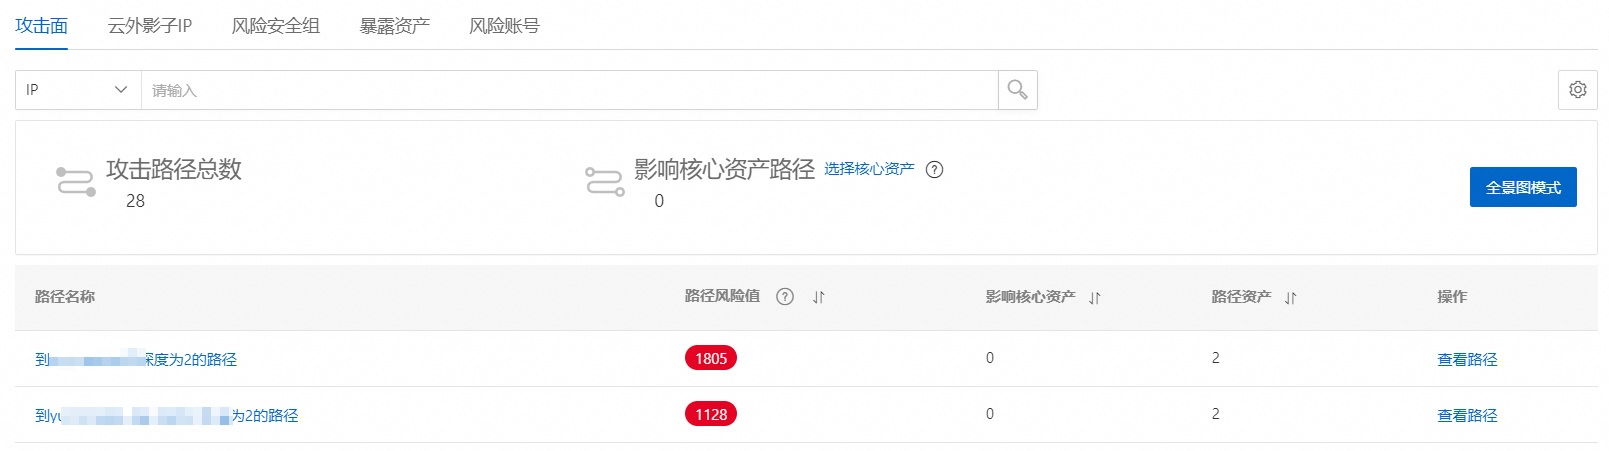 攻击面 云外影子IP 风险安全组 暴露资产 风险账号
IP 请输入
攻击路径总数 影响核心资产路径 选择核心资产 ?
28 0
全景图模式
路径名称 路径风险值 ? 影响核心资产 路径资产 操作
到 深度为2的路径 1805 0 2 查看路径
到yu 为2的路径 1128 0 2 查看路径